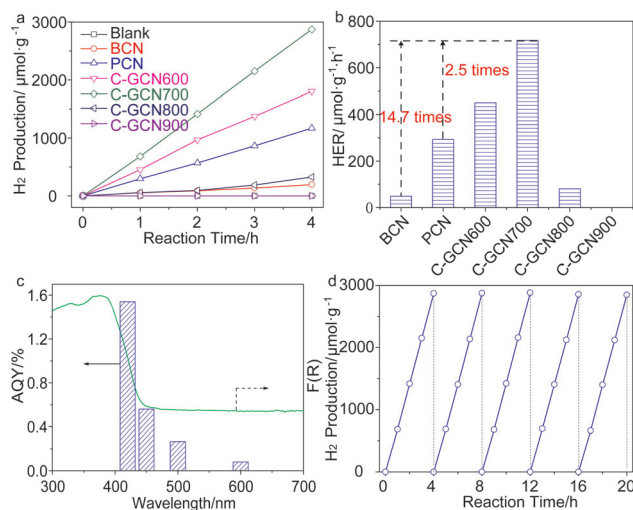 a
H2 Production/ μmol·g-1
3000
2000
1000
0
Blank
BCN
PCN
C-GCN600
C-GCN700
C-GCN800
C-GCN900
0 1 2 3 4
Reaction Time/h
b
HER/ μmol·g-1·h-1
800
600
400
200
0
2.5 times
14.7 times
BCN
PCN
C-GCN600
C-GCN700
C-GCN800
C-GCN900
c
AQY/%
1.6
1.2
0.8
0.4
0.0
F(R)
300 400 500 600 700
Wavelength/nm
d
H2 Production/μmol·g-1
3000
2000
1000
0
0 4 8 12 16 20
Reaction Time/h